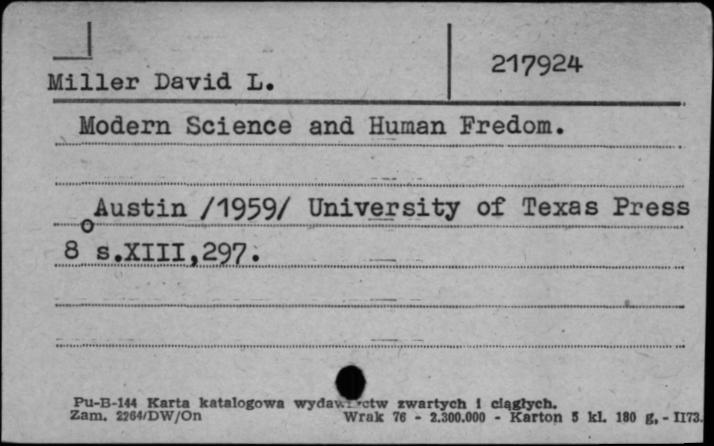 217924
Miller David L.
Modern Science and Human Fredom.
Austin /1959/ University of Texas Press
8° s.XIII,297.
Pu-B-144 Karta katalogowa wydawnictw zwartych i ciągłych.
Zam. 2264/DW/On Wrak 76 - 2.300.000 - Karton 5 kl. 180 g, - II73.